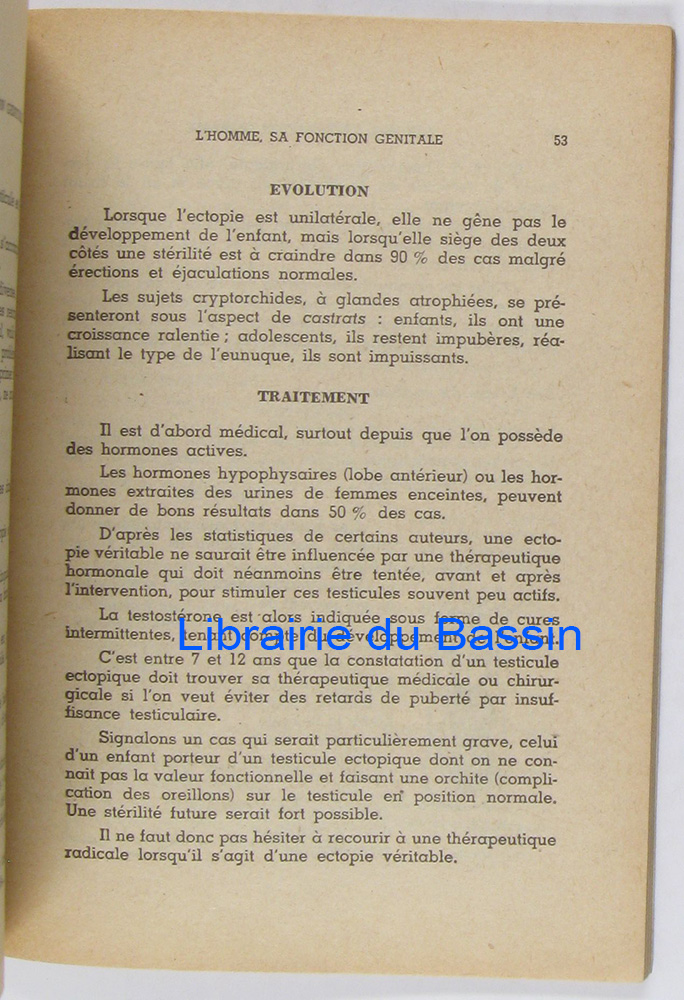 L'HOMME, SA FONCTION GENITALE 53
EVOLUTION
Lorsque l'ectopie est unilatérale, elle ne gêne pas le
développement de l'enfant, mais lorsqu'elle siège des deux
côtés une stérilité est à craindre dans 90 % des cas malgré
érections et éjaculations normales.
Les sujets cryptorchides, à glandes atrophiées, se pré-
senteront sous l'aspect de castrats : enfants, ils ont une
croissance ralentie ; adolescents, ils restent impubères, réa-
lisant le type de l'eunuque, ils sont impuissants.
TRAITEMENT
Il est d'abord médical, surtout depuis que l'on possède
des hormones actives.
Les hormones hypophysaires (lobe antérieur) ou les hor-
mones extraites des urines de femmes enceintes, peuvent
donner de bons résultats dans 50 % des cas.
D'après les statistiques de certains auteurs, une ecto-
pie véritable ne saurait être influencée par une thérapeutique
hormonale qui doit néanmoins être tentée, avant et après
l'intervention, pour stimuler ces testicules souvent peu actifs.
La testostérone est alors indiquée sous forme de cures
intermittentes, tenant compte du développement de l'enfant.
Librairie du Bassin
C'est entre 7 et 12 ans que la constatation d'un testicule
ectopique doit trouver sa thérapeutique médicale ou chirur-
gicale si l'on veut éviter des retards de puberté par insuf-
fisance testiculaire.
Signalons un cas qui serait particulièrement grave, celui
d'un enfant porteur d'un testicule ectopique dont on ne con-
nait pas la valeur fonctionnelle et faisant une orchite (compli-
cation des oreillons) sur le testicule en position normale.
Une stérilité future serait fort possible.
Il ne faut donc pas hésiter à recourir à une thérapeutique
radicale lorsqu'il s'agit d'une ectopie véritable.